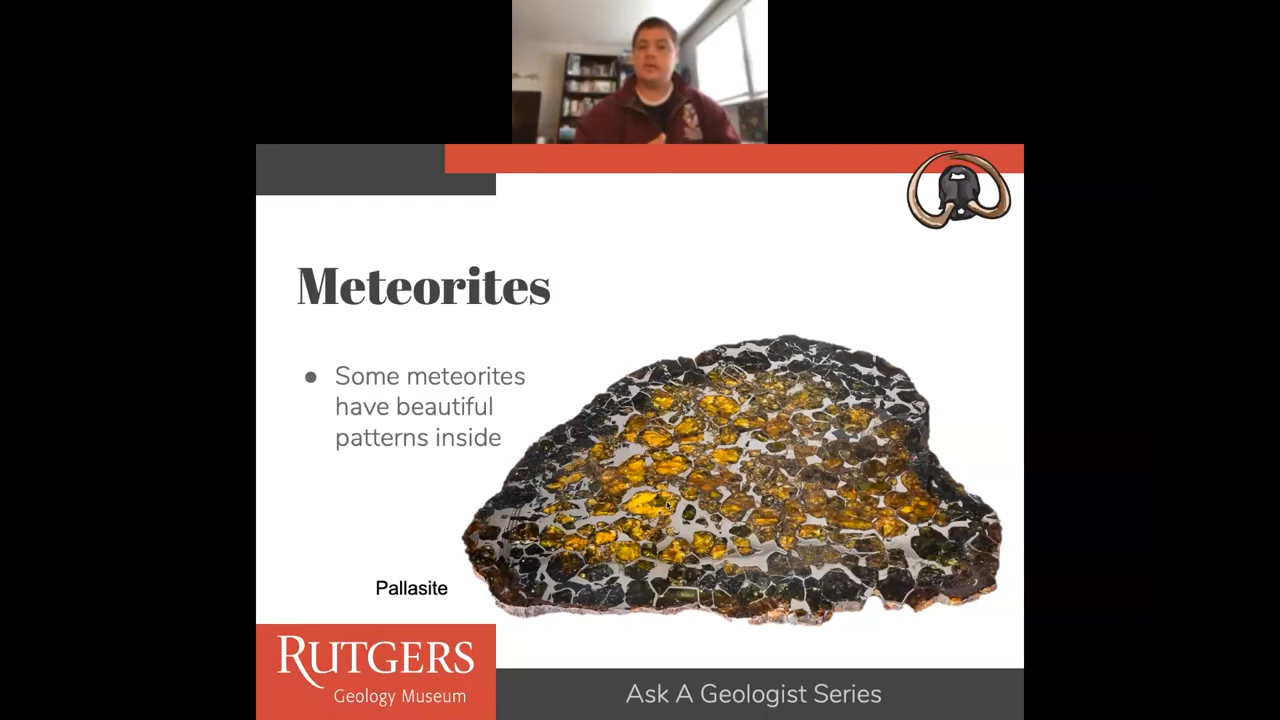 Meteorites
● Some meteorites
have beautiful
patterns inside
Pallasite
RUTGERS
Geology Museum
Ask A Geologist Series